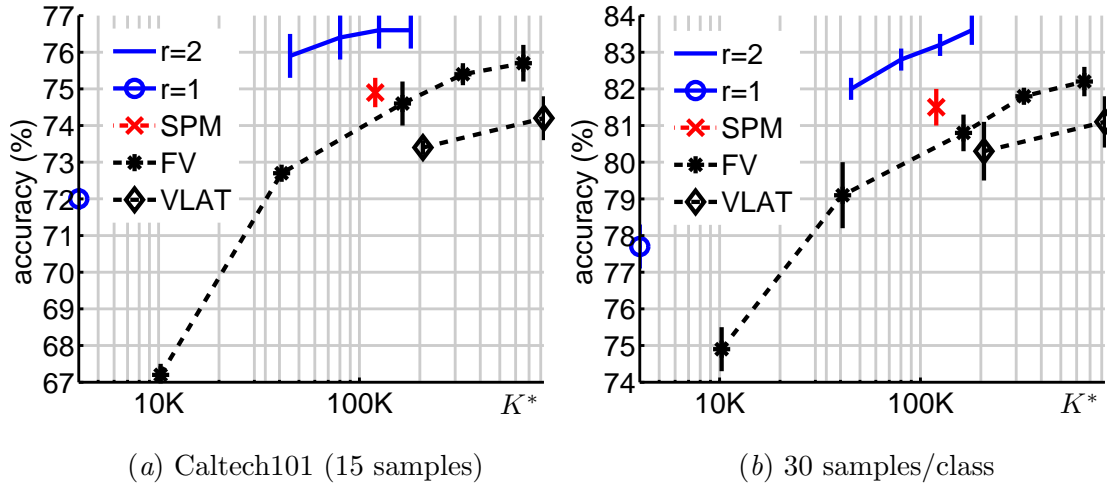 accuracy (%)
77
76
75
74
73
72
71
70
69
68
67
r=2
r=1
SPM
FV
VLAT
10K 100K K*
(a) Caltech101 (15 samples)
accuracy (%)
84
83
82
81
80
79
78
77
76
75
74
r=2
r=1
SPM
FV
VLAT
10K 100K K*
(b) 30 samples/class